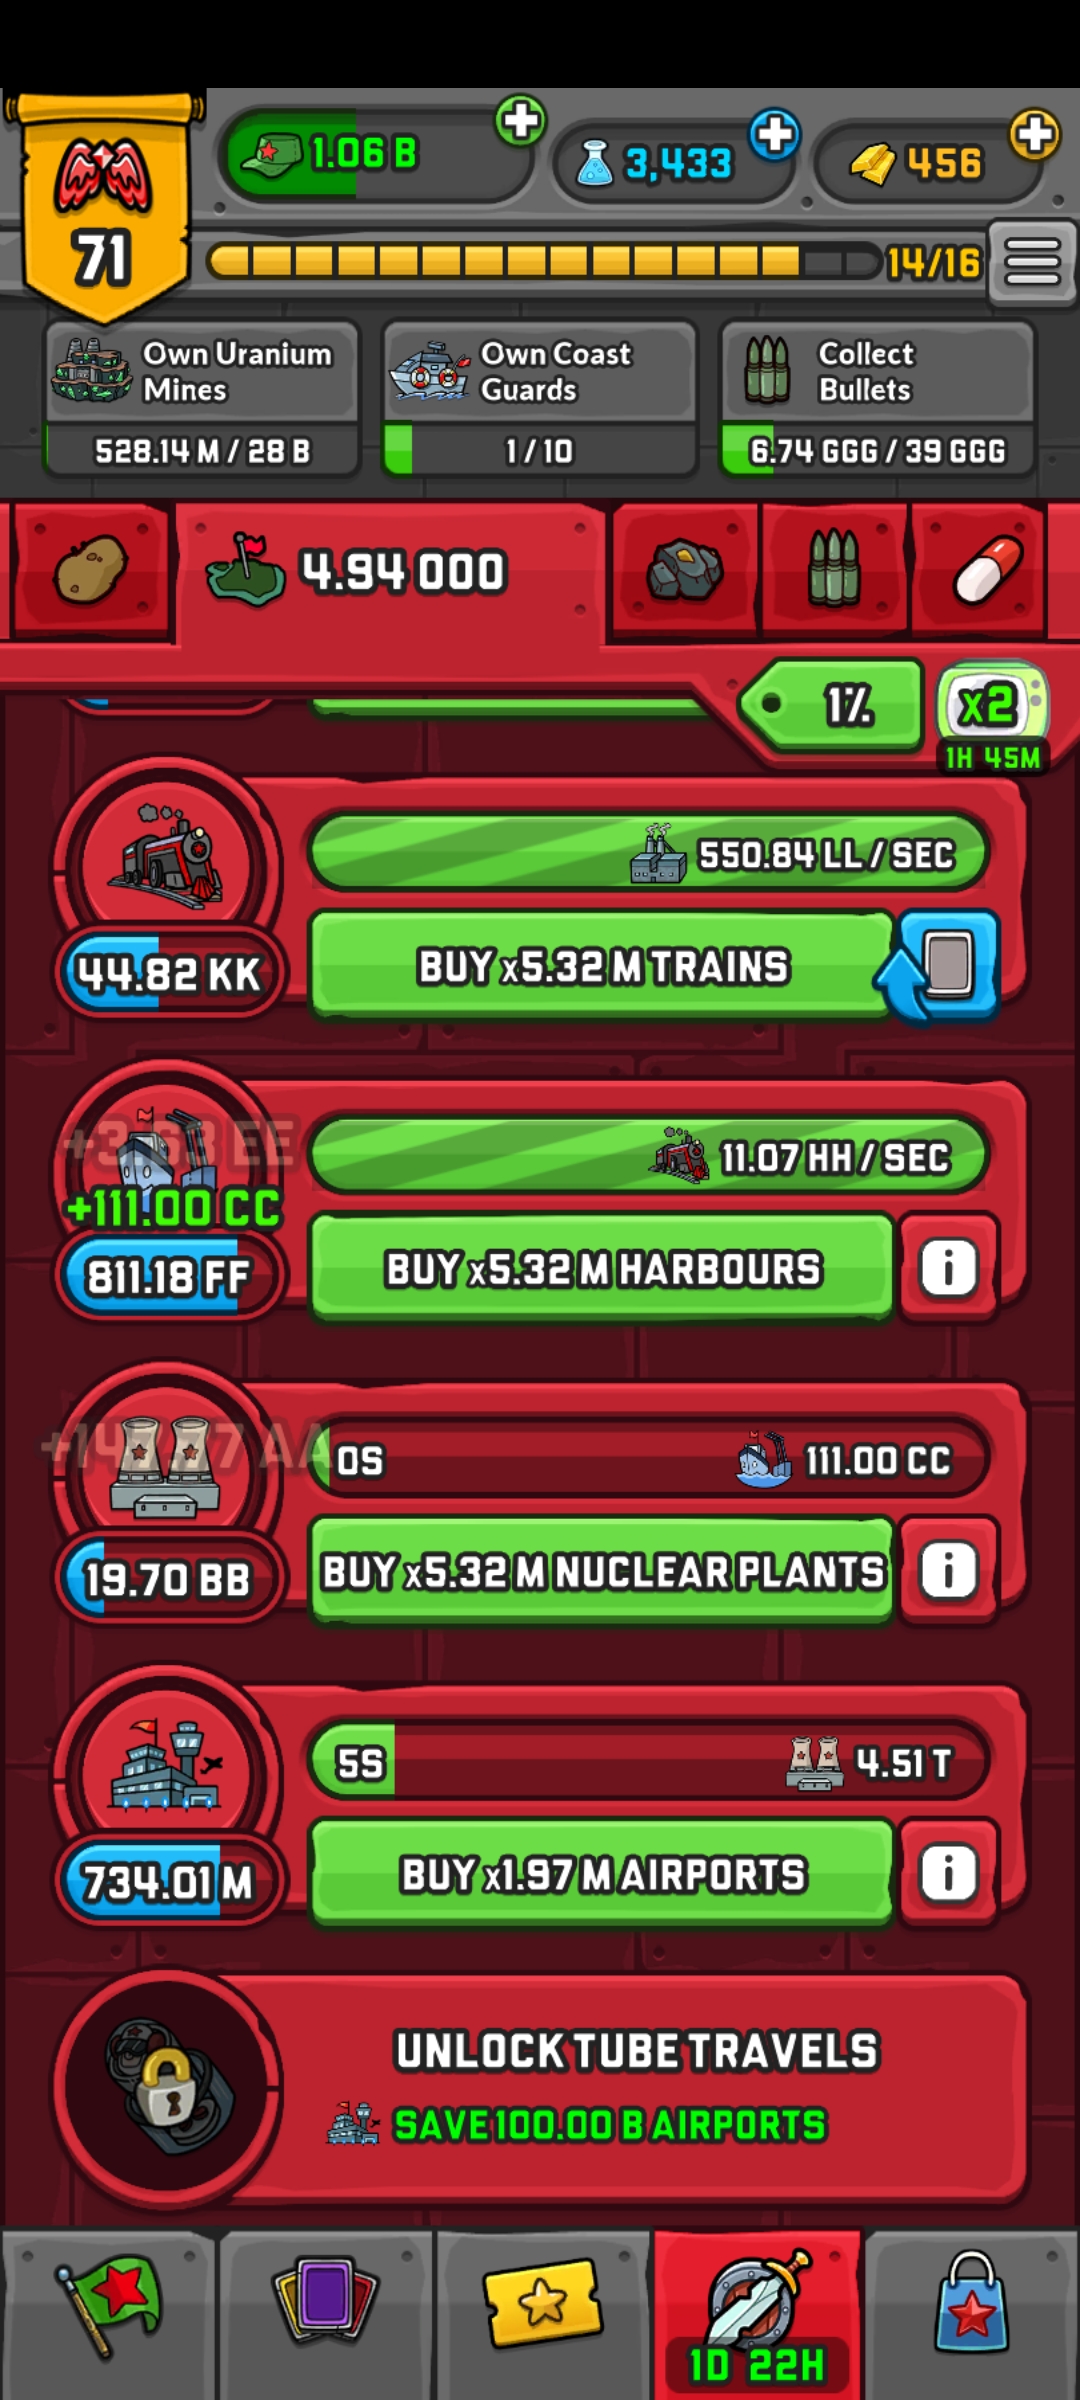 1.06 B
3,433
456
71
14/16
Own Uranium
Mines
528.14 M / 28 B
Own Coast
Guards
1 / 10
Collect
Bullets
6.74 GGG / 39 GGG
4.94 000
1%
x2
1H 45M
550.84 LL / SEC
44.82 KK
BUY x5.32 M TRAINS
+3.63 EE
11.07 HH / SEC
+111.00 CC
811.18 FF
BUY x5.32 M HARBOURS
i
0S
111.00 CC
19.70 BB
BUY x5.32 M NUCLEAR PLANTS
i
5S
4.51 T
734.01 M
BUY x1.97 M AIRPORTS
i
UNLOCK TUBE TRAVELS
SAVE 100.00 B AIRPORTS
1D 22H